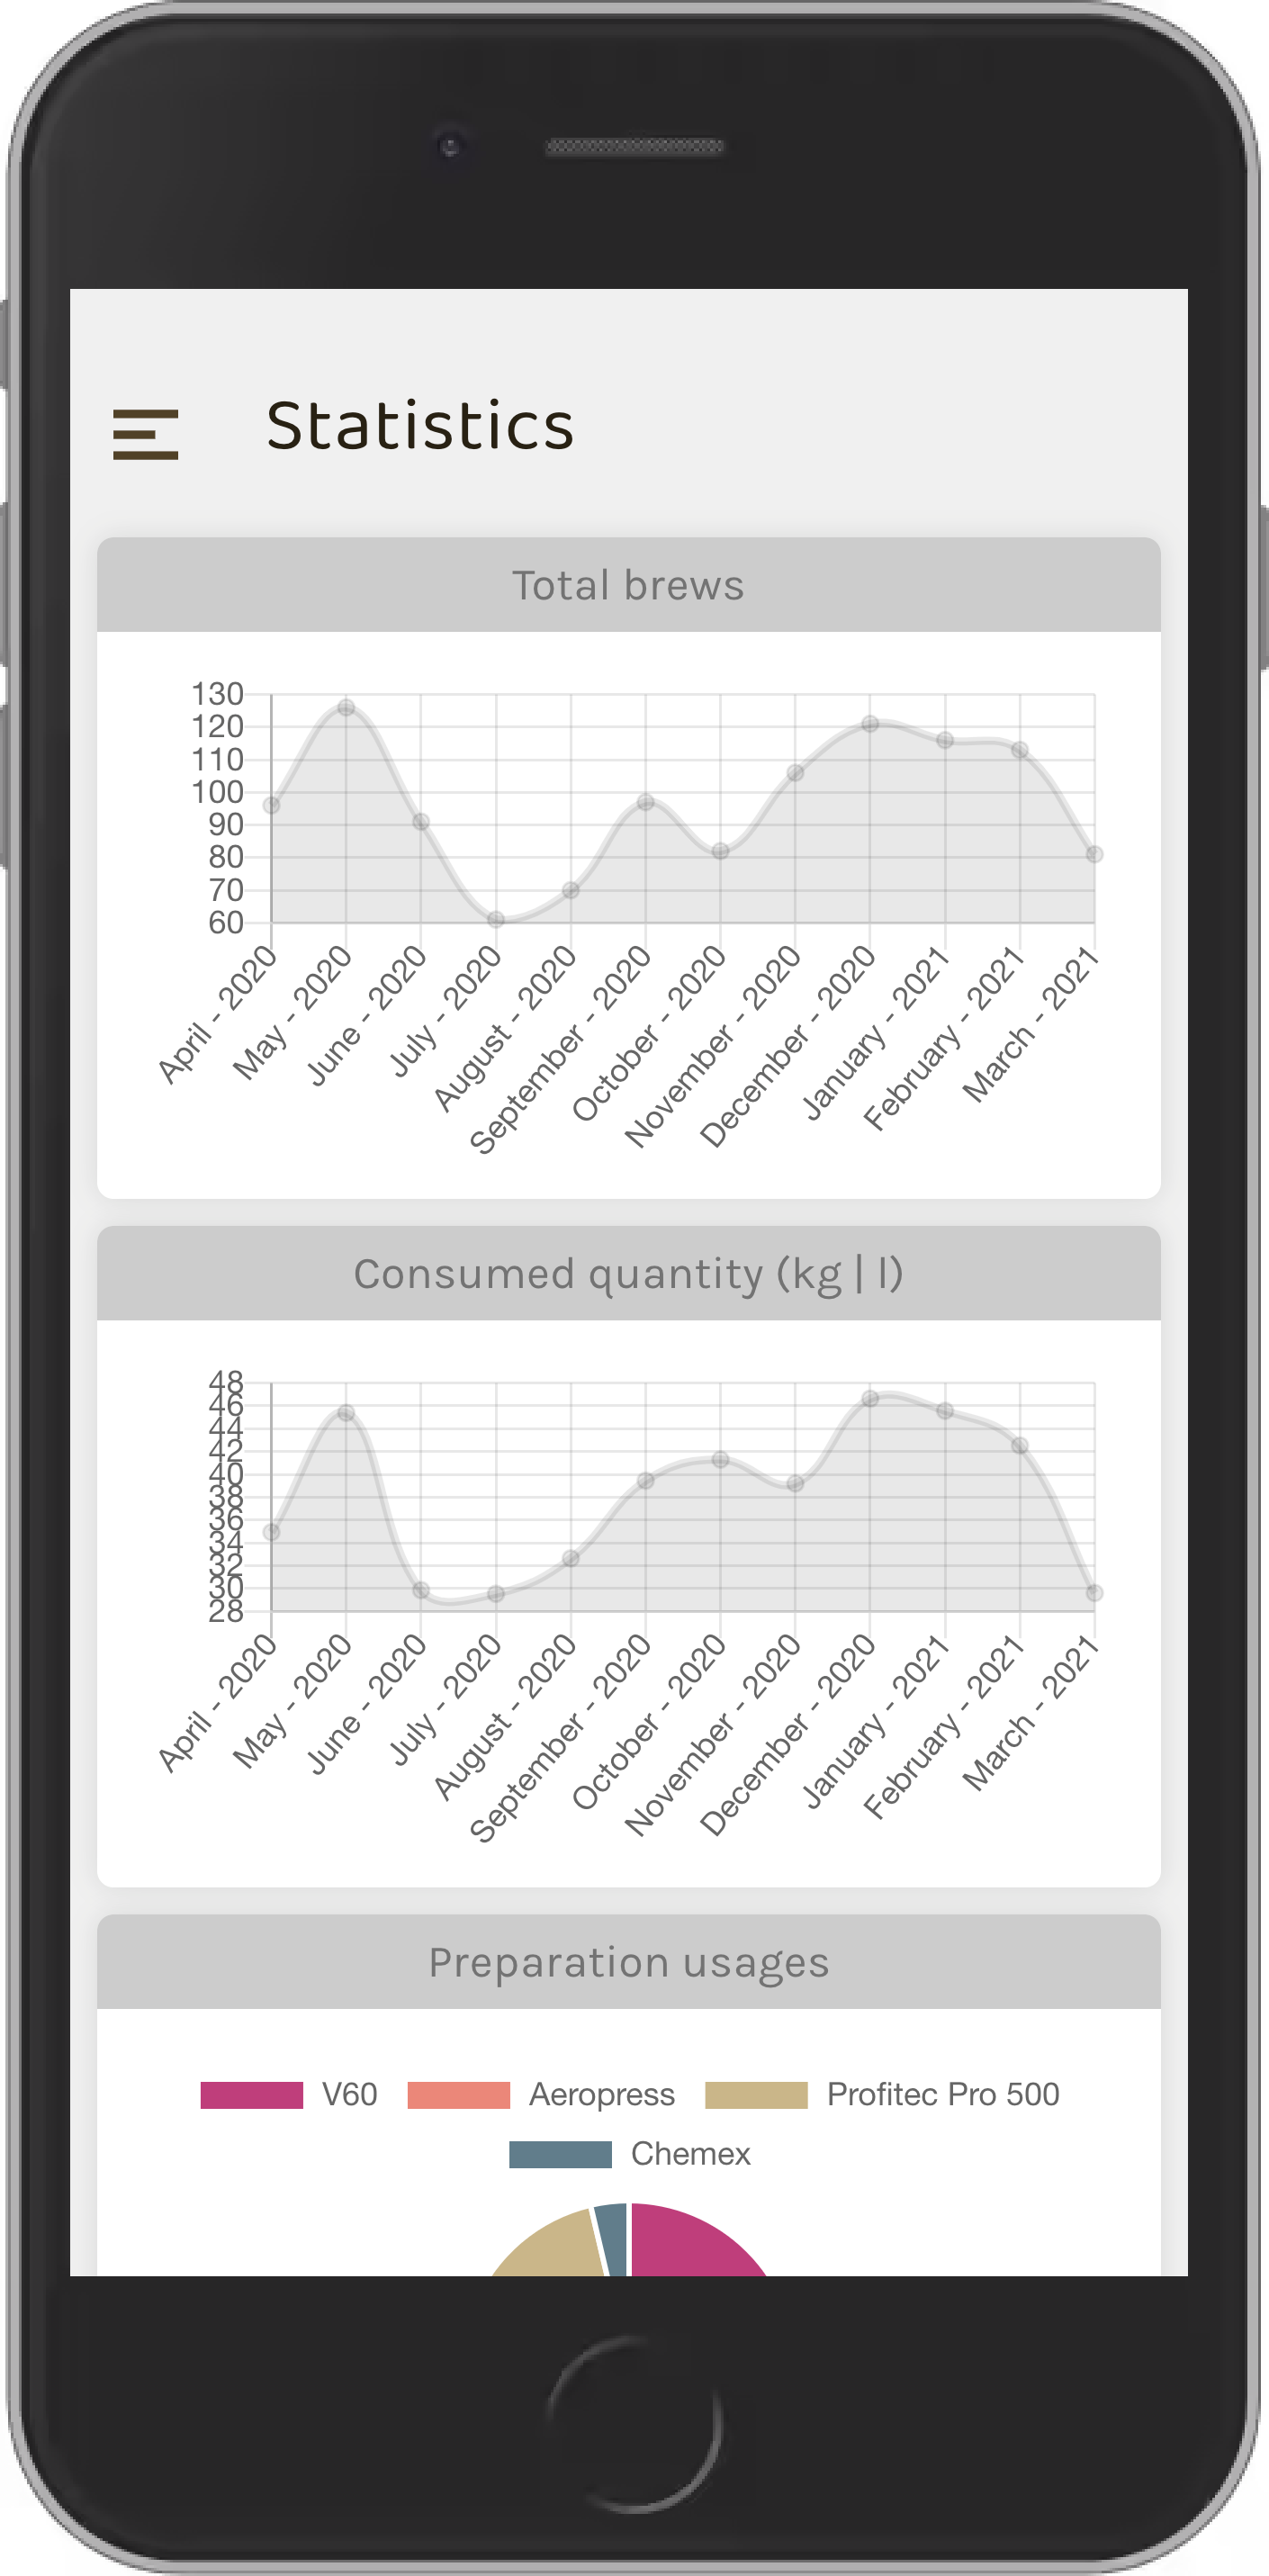 Statistics
Total brews
130
120
110
100
90
80
70
60
April - 2020
May - 2020
June - 2020
July - 2020
August - 2020
September - 2020
October - 2020
November - 2020
December - 2020
January - 2021
February - 2021
March - 2021
Consumed quantity (kg | l)
48
46
44
42
40
38
36
34
32
30
28
April - 2020
May - 2020
June - 2020
July - 2020
August - 2020
September - 2020
October - 2020
November - 2020
December - 2020
January - 2021
February - 2021
March - 2021
Preparation usages
V60 Aeropress Profitec Pro 500
Chemex